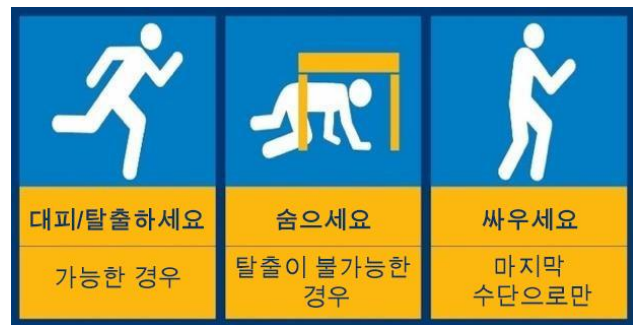 대피/탈출하세요
가능한 경우
숨으세요
탈출이 불가능한
경우
싸우세요
마지막
수단으로만